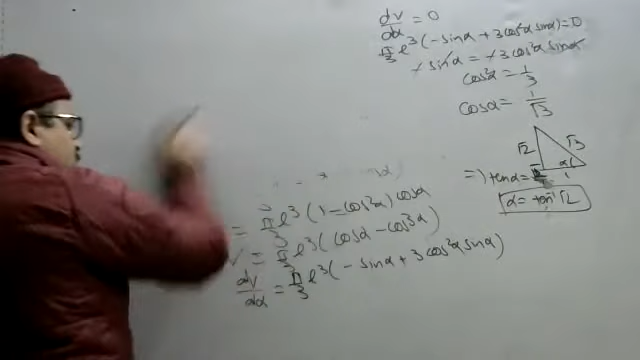 dv/dα = 0
π/3 l³(-sinα + 3cos²α sinα) = 0
+ sinα = + 3cos²α sinα
cos²α = 1/3
cosα = 1/√3
√2 √3
α
1
=) tanα =
α = tan⁻¹√2
= π/3 l³(1-cos²α)cosα
V = π/3 l³(cosα - cos³α)
dv/dα = π/3 l³(-sinα + 3cos²α sinα)